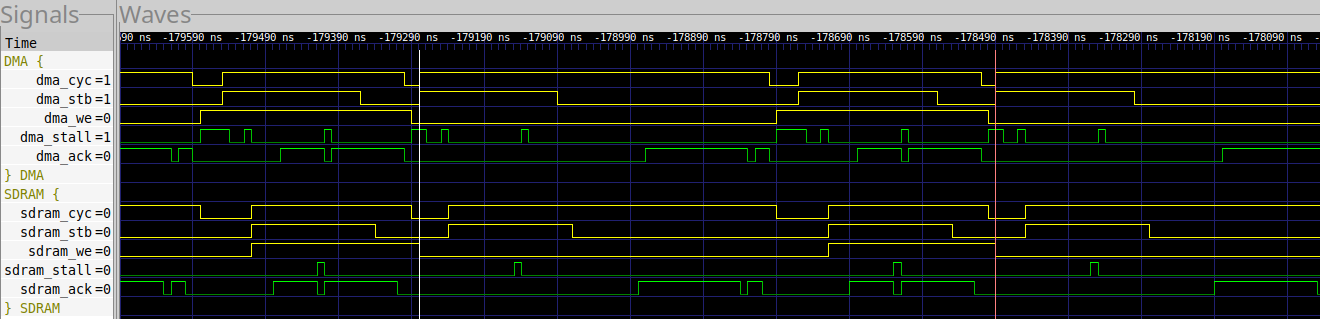 Signals Waves
Time 90 ns -179590 ns -179490 ns -179390 ns -179290 ns -179190 ns -179090 ns -178990 ns -178890 ns -178790 ns -178690 ns -178590 ns -178490 ns -178390 ns -178290 ns -178190 ns -178090 ns -
DMA {
dma_cyc =1
dma_stb =1
dma_we =0
dma_stall =1
dma_ack =0
} DMA
SDRAM {
sdram_cyc =0
sdram_stb =0
sdram_we =0
sdram_stall =0
sdram_ack =0
} SDRAM